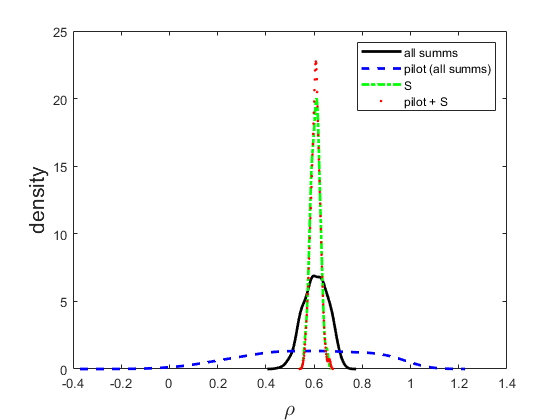 25
20
15
10
5
0
density
-0.4 -0.2 0 0.2 0.4 0.6 0.8 1 1.2 1.4
ρ
all summs
pilot (all summs)
S
pilot + S